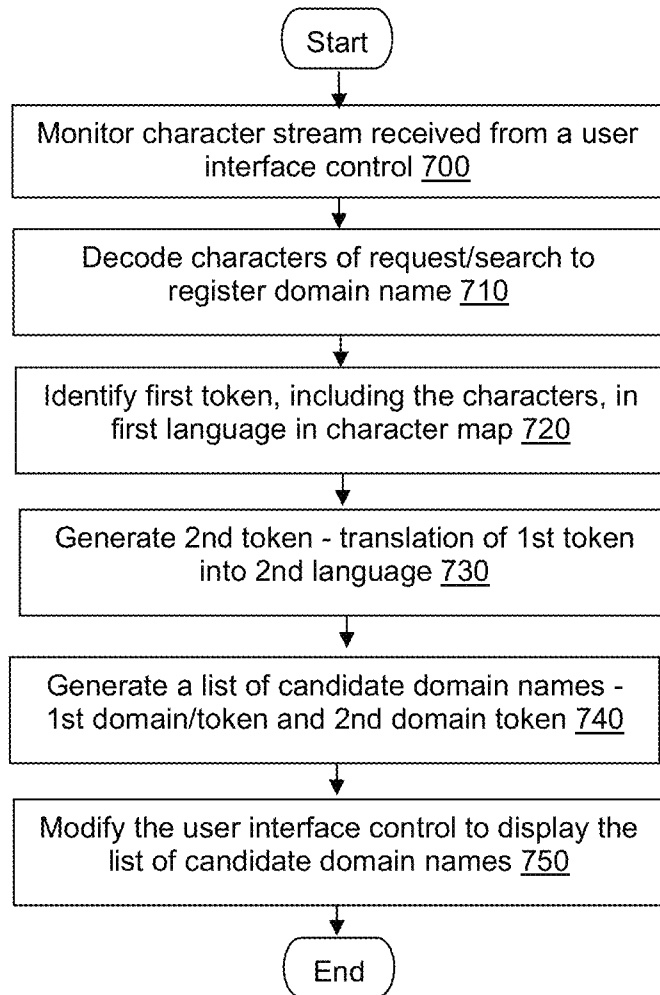 Start
Monitor character stream received from a user
interface control 700
Decode characters of request/search to
register domain name 710
Identify first token, including the characters, in
first language in character map 720
Generate 2nd token - translation of 1st token
into 2nd language 730
Generate a list of candidate domain names -
1st domain/token and 2nd domain token 740
Modify the user interface control to display the
list of candidate domain names 750
End